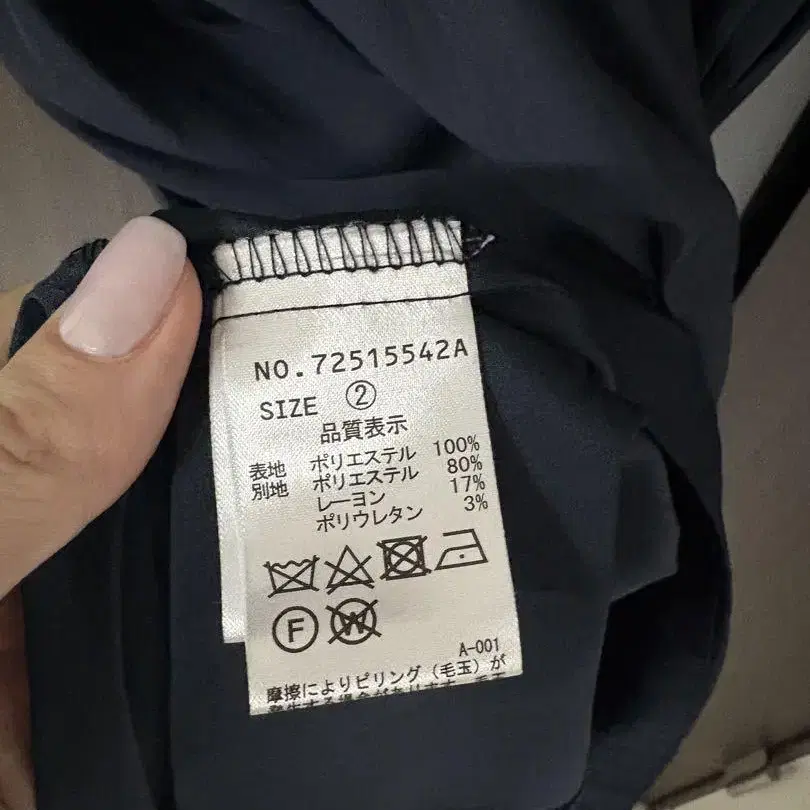 NO.72515542A
SIZE ②
品質表示
表地 ポリエステル 100%
別地 ポリエステル 80%
レーヨン 17%
ポリウレタン 3%
F W
A-001
摩擦によりピリング(毛玉)が